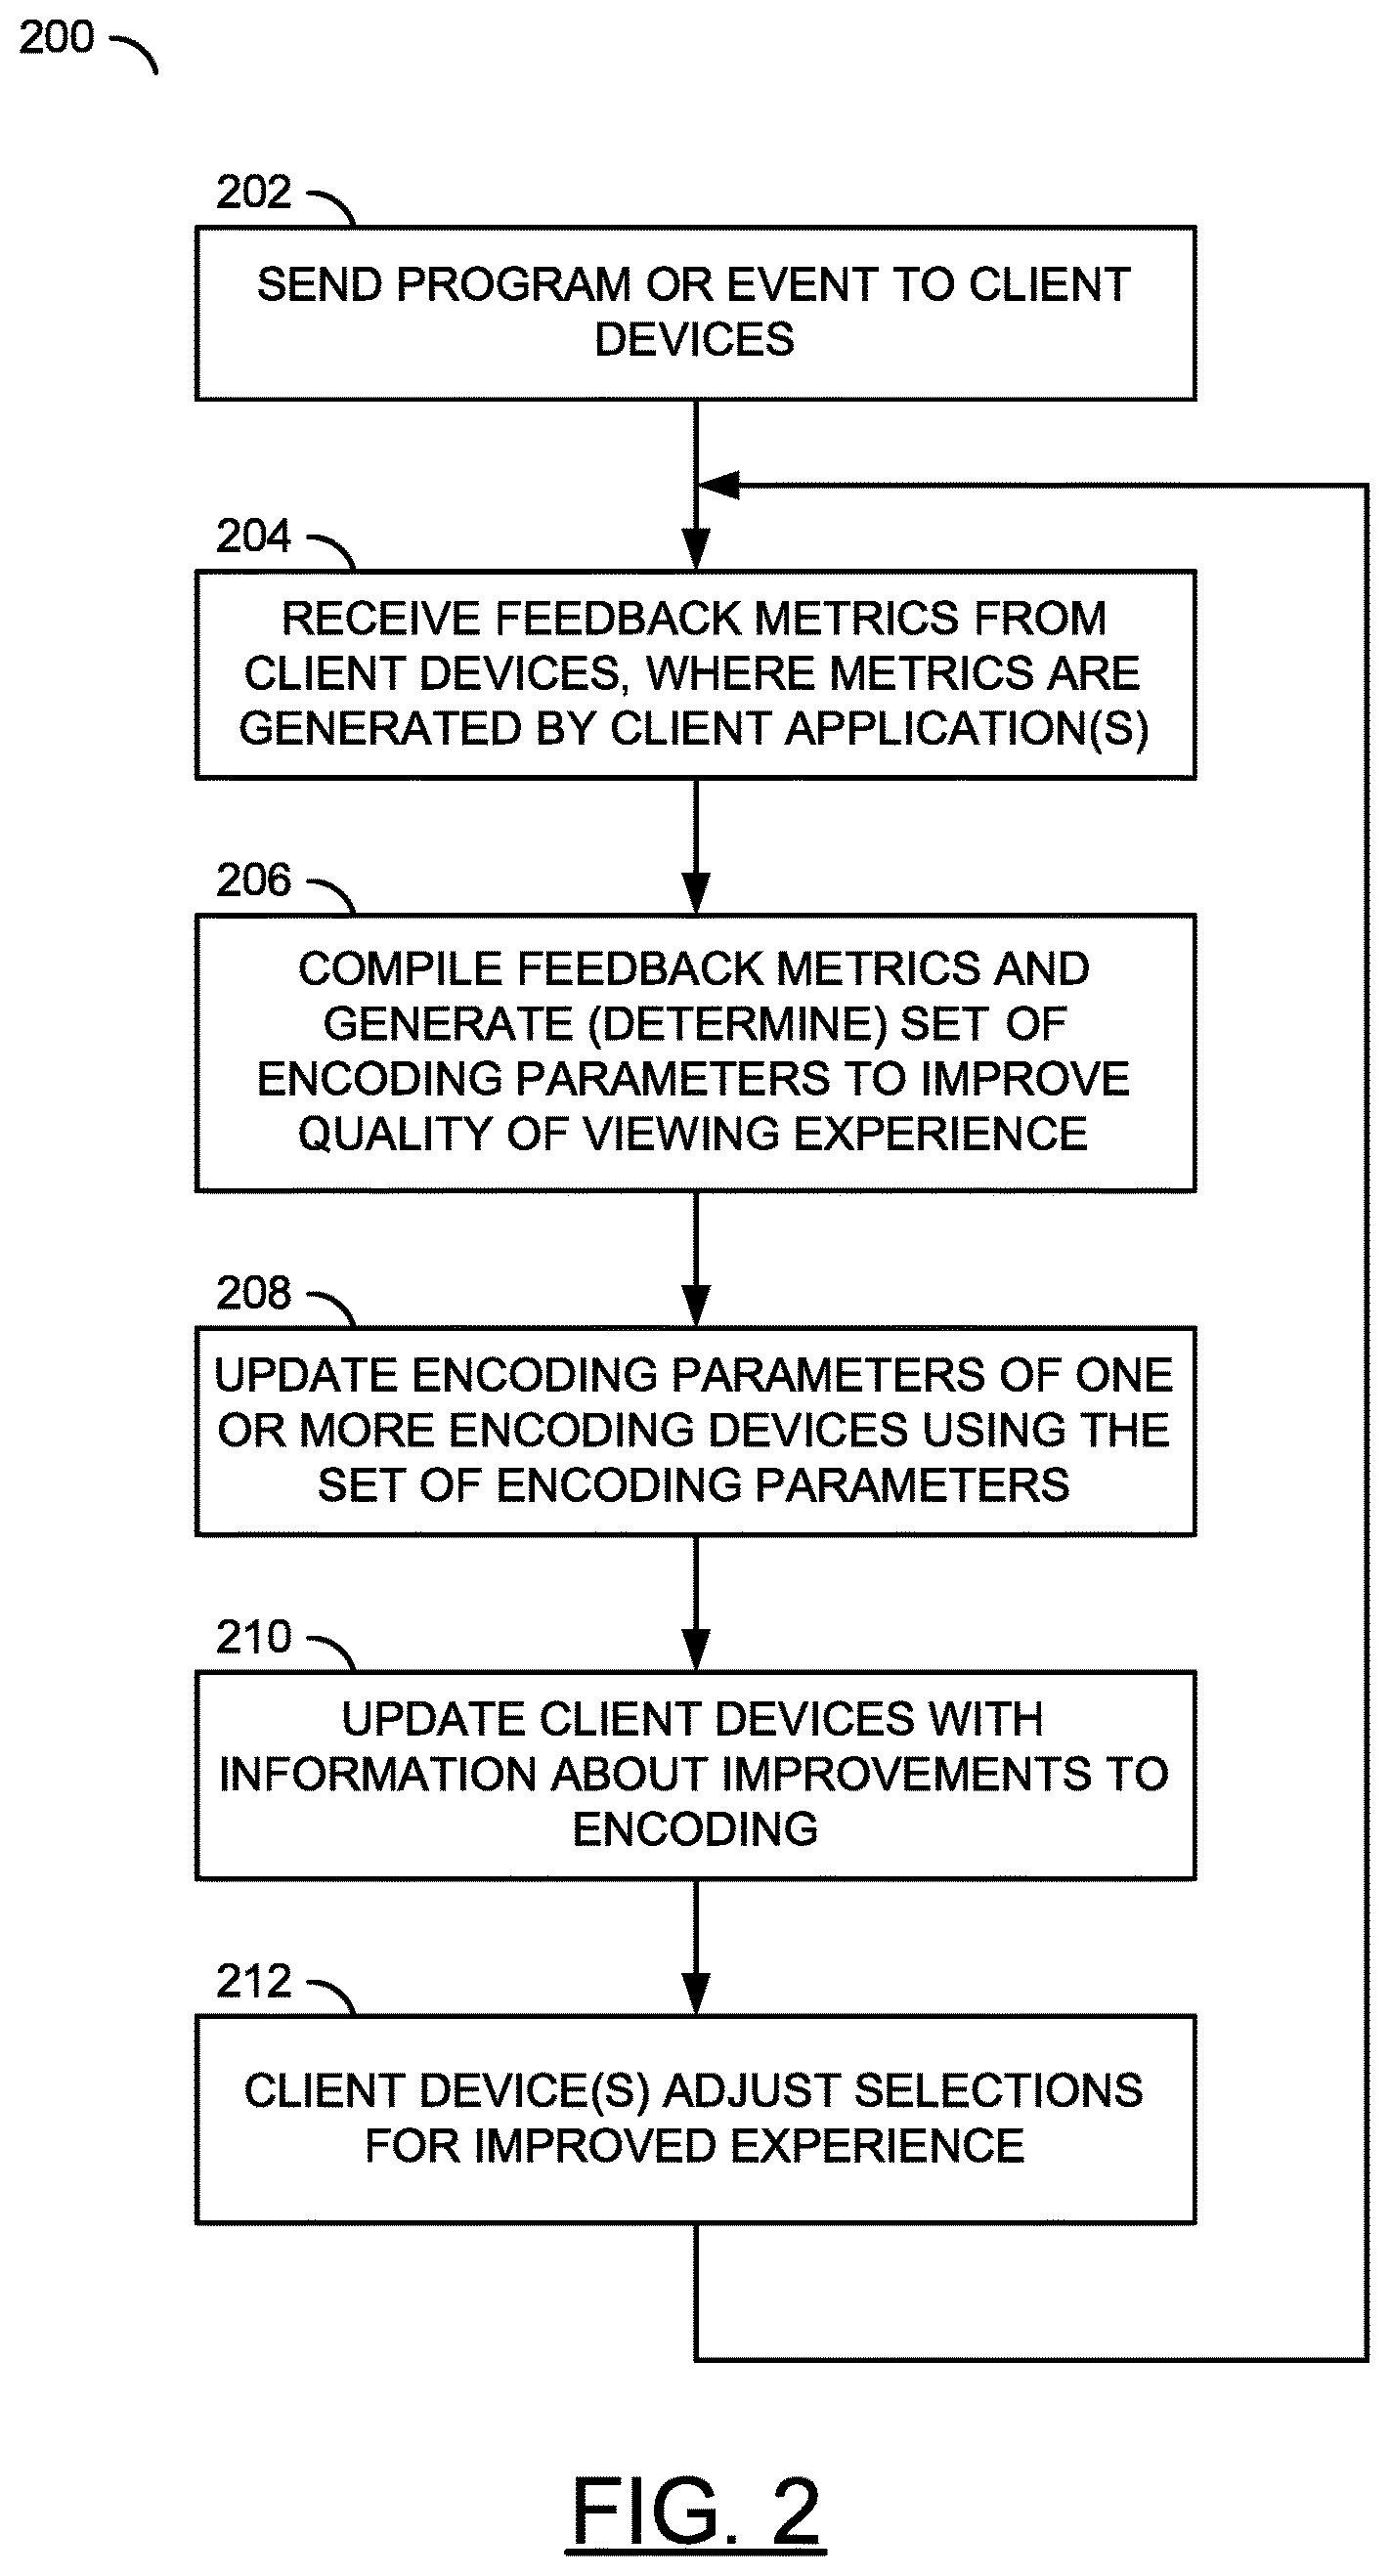 200
202
SEND PROGRAM OR EVENT TO CLIENT
DEVICES
204
RECEIVE FEEDBACK METRICS FROM
CLIENT DEVICES, WHERE METRICS ARE
GENERATED BY CLIENT APPLICATION(S)
206
COMPILE FEEDBACK METRICS AND
GENERATE (DETERMINE) SET OF
ENCODING PARAMETERS TO IMPROVE
QUALITY OF VIEWING EXPERIENCE
208
UPDATE ENCODING PARAMETERS OF ONE
OR MORE ENCODING DEVICES USING THE
SET OF ENCODING PARAMETERS
210
UPDATE CLIENT DEVICES WITH
INFORMATION ABOUT IMPROVEMENTS TO
ENCODING
212
CLIENT DEVICE(S) ADJUST SELECTIONS
FOR IMPROVED EXPERIENCE
FIG. 2